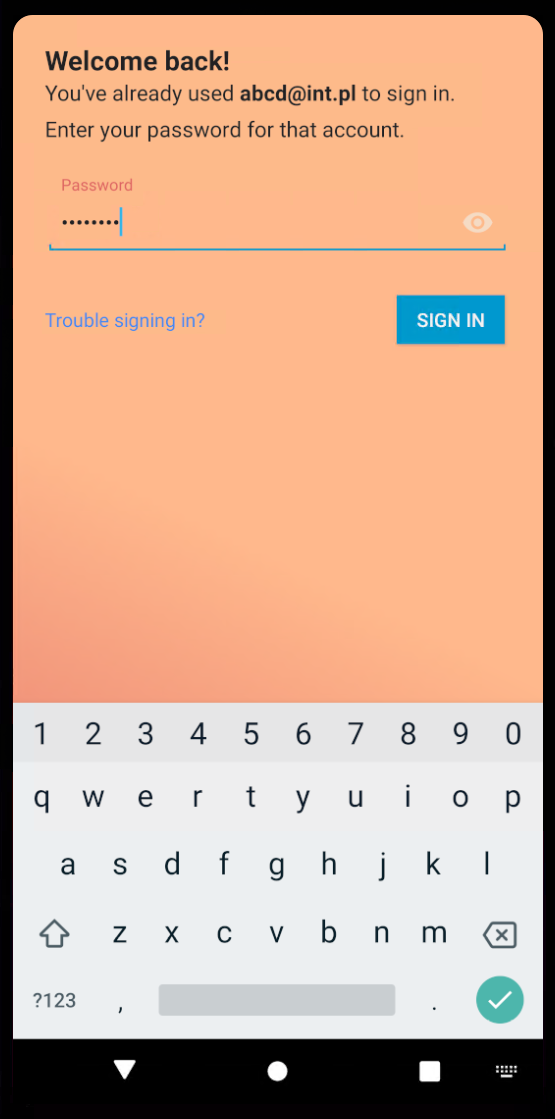 Welcome back!
You've already used abcd@int.pl to sign in.
Enter your password for that account.
Password
••••••••
Trouble signing in?
SIGN IN
1 2 3 4 5 6 7 8 9 0
q w e r t y u i o p
a s d f g h j k l
z x c v b n m
?123 , .